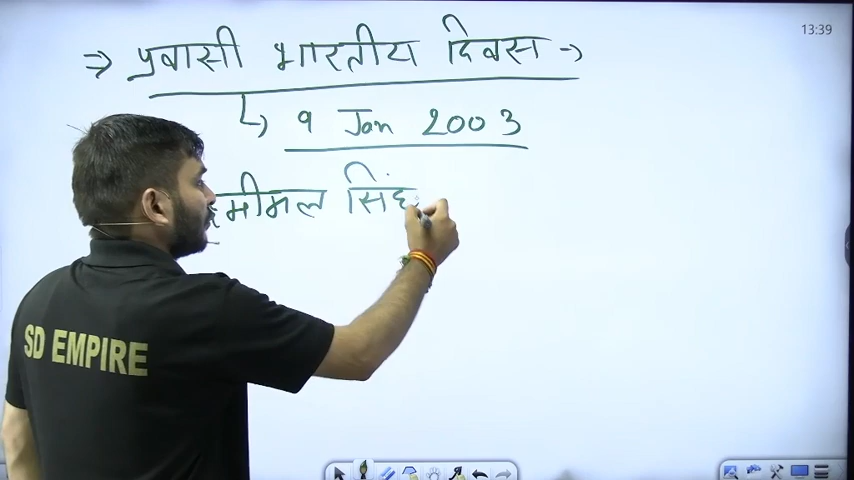 13:39
⇒ प्रवासी भारतीय दिवस →
↳ 9 Jan 2003
सिंघ
SD EMPIRE